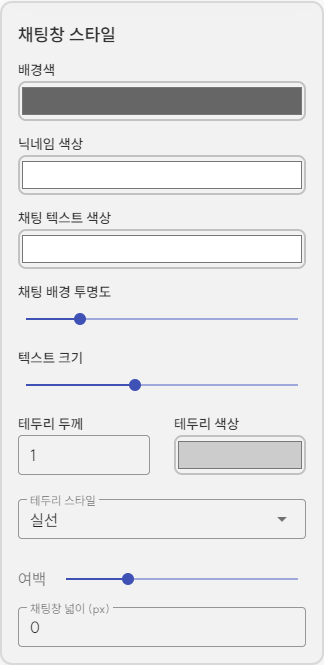 채팅창 스타일
배경색
닉네임 색상
채팅 텍스트 색상
채팅 배경 투명도
텍스트 크기
테두리 두께 테두리 색상
1
테두리 스타일
실선
여백
채팅창 넓이 (px)
0